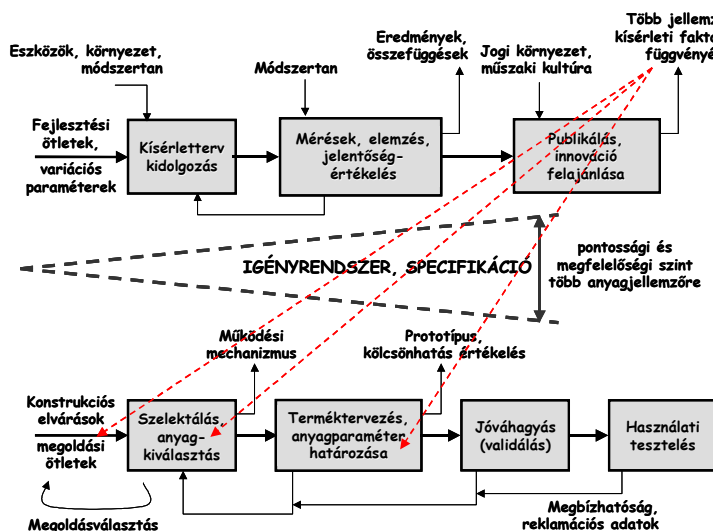 Eszközök, környezet,
módszertan
Módszertan
Eredmények,
összefüggések
Jogi környezet,
műszaki kultúra
Több jellemz
kísérleti fakto
függvényé
Fejlesztési
ötletek,
variációs
paraméterek
Kísérletterv
kidolgozás
Mérések, elemzés,
jelentőség-
értékelés
Publikálás,
innováció
felajánlása
IGÉNYRENDSZER, SPECIFIKÁCIÓ
pontossági és
megfelelőségi szint
több anyagjellemzőre
Működési
mechanizmus
Prototípus,
kölcsönhatás értékelés
Konstrukciós
elvárások
megoldási
ötletek
Szelektálás,
anyag-
kiválasztás
Terméktervezés,
anyagparaméter
határozása
Jóváhagyás
(validálás)
Használati
tesztelés
Megoldásválasztás
Megbízhatóság,
reklamációs adatok